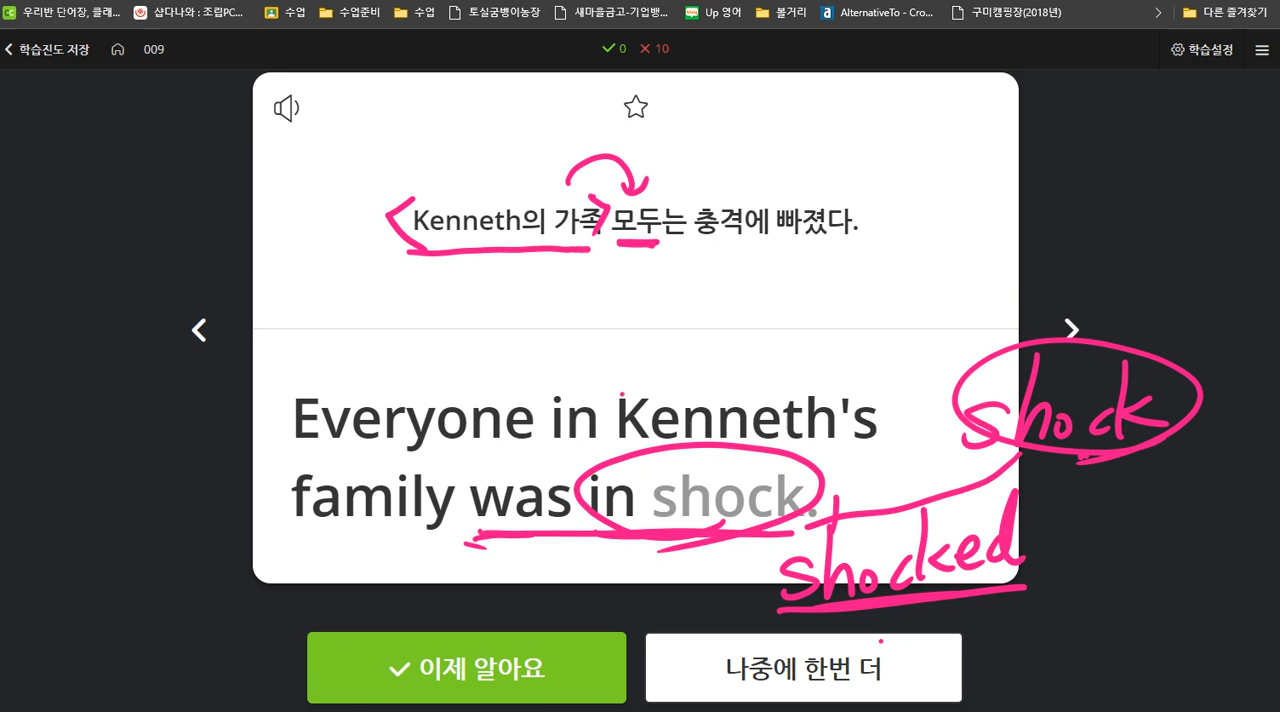 우리반 단어장, 클래... 샵다나와 : 조립PC... 수업 수업준비 수업 토실궁뱅이농장 새마을금고-기업뱅... Up 영어 볼거리 AlternativeTo - Cro... 구미캠핑장(2018년) 다른 즐겨찾기
학습진도 저장 009 0 10 학습설정
Kenneth의 가족 모두는 충격에 빠졌다.
Everyone in Kenneth's
shock
family was in shock.
shocked
이제 알아요 나중에 한번 더